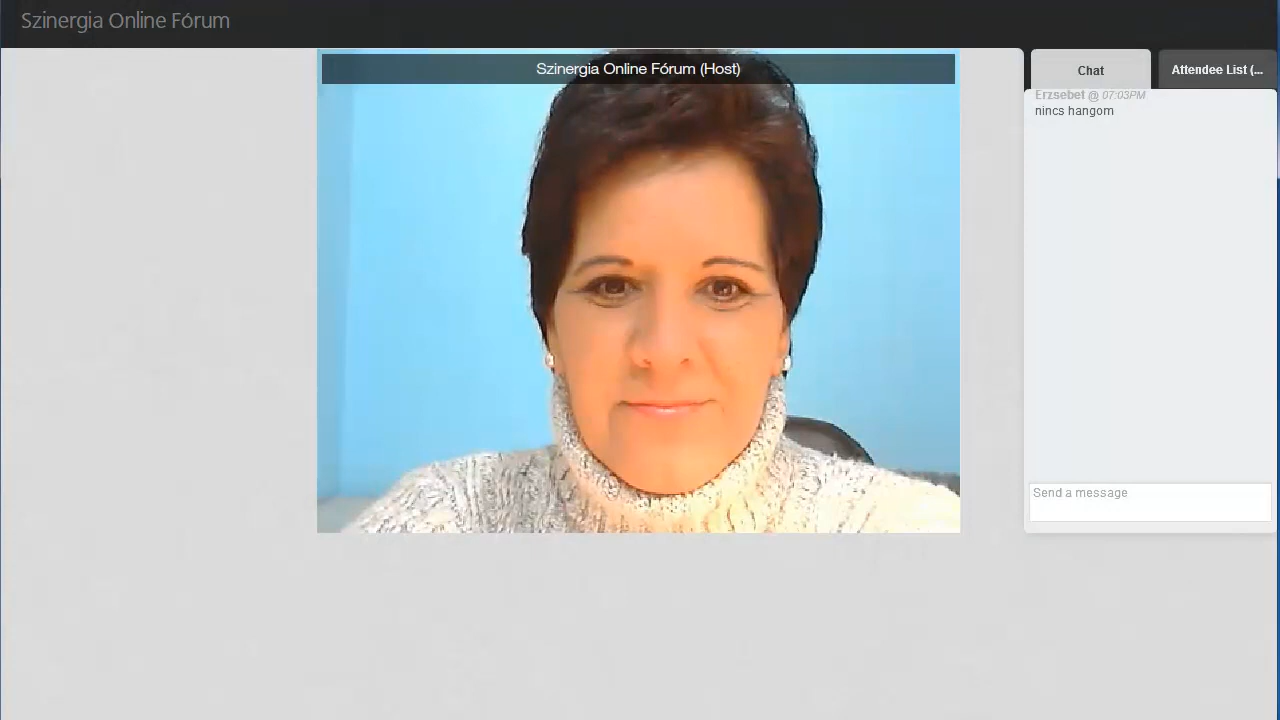 Szinergia Online Fórum
Szinergia Online Fórum (Host)
Chat
Attendee List (...
Erzsebet @ 07:03PM
nincs hangom
Send a message